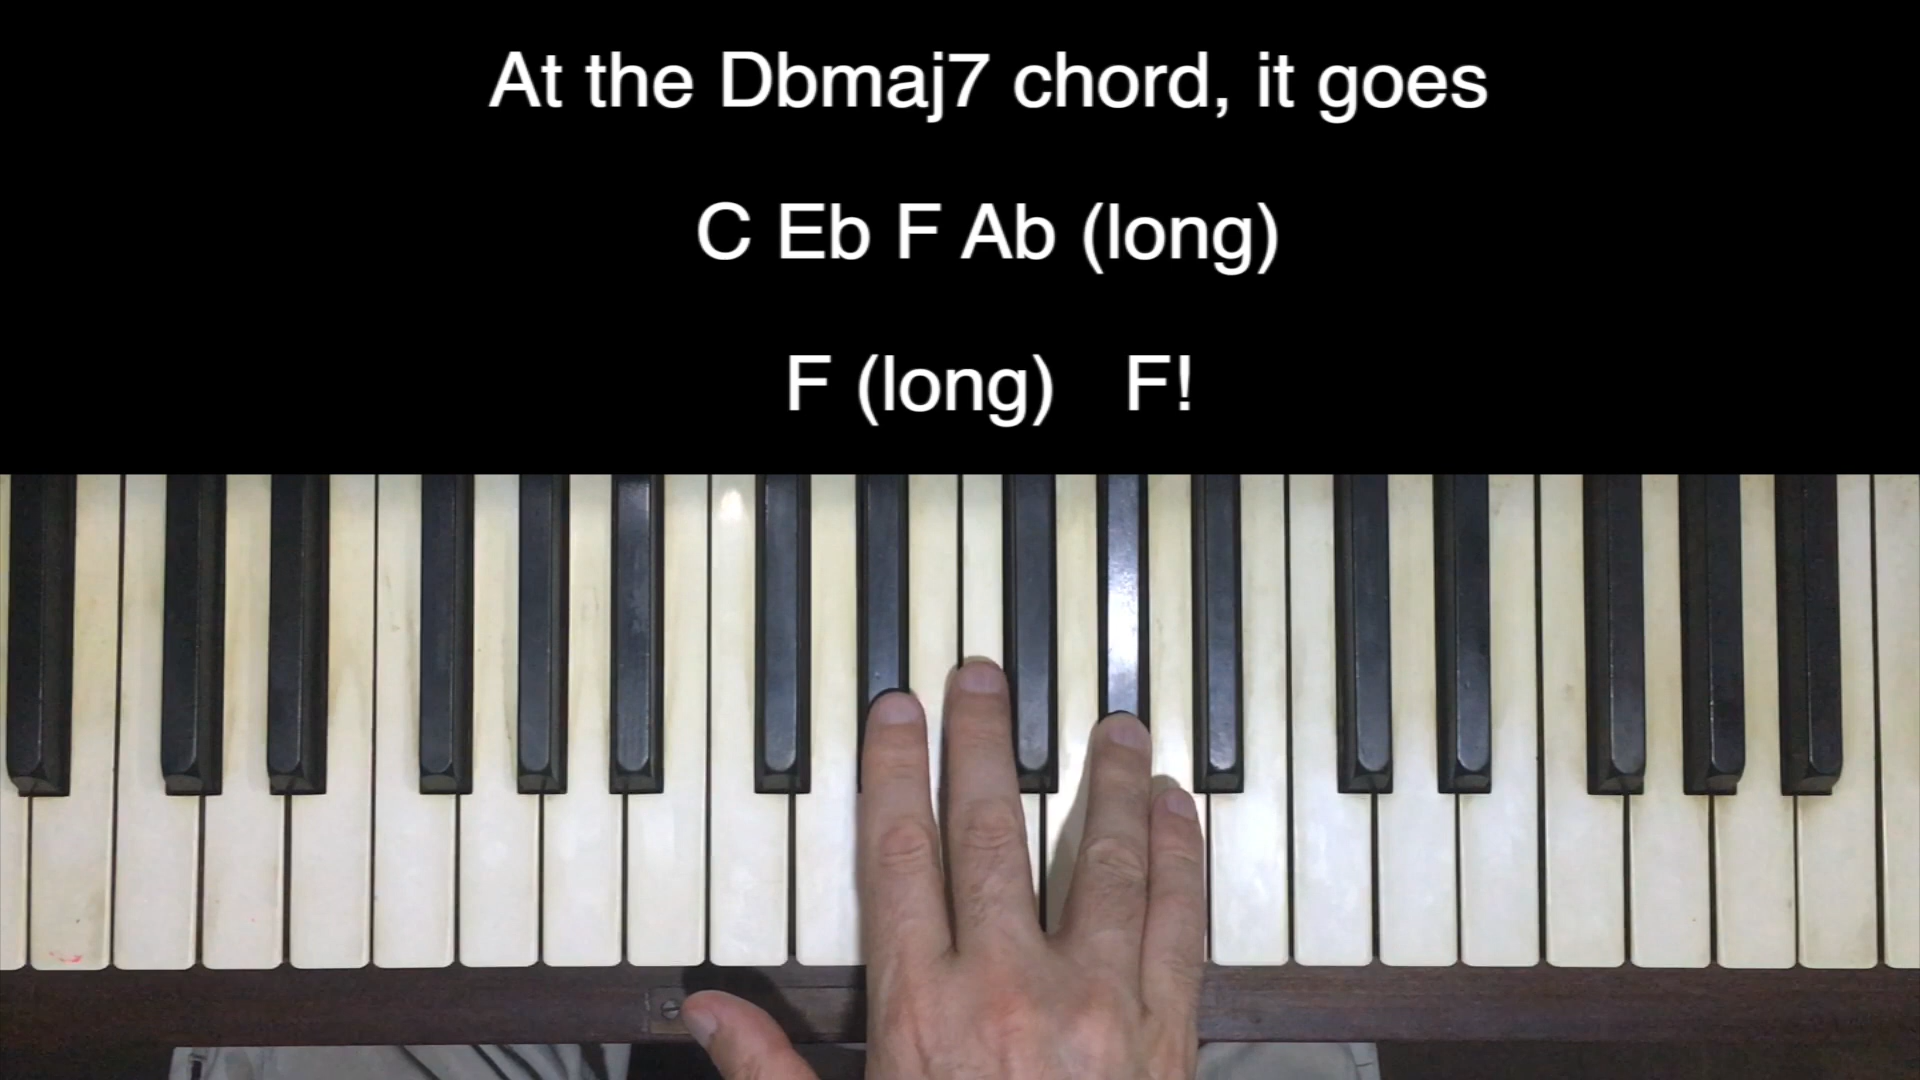 At the Dbmaj7 chord, it goes
C Eb F Ab (long)
F (long) F!